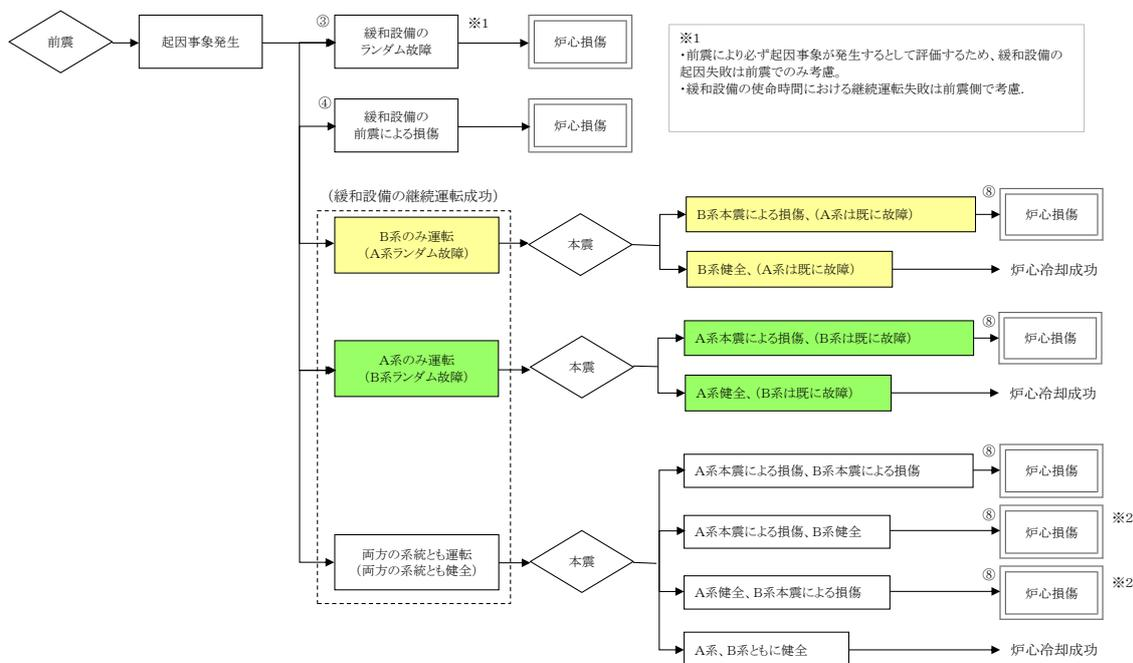 前震
起因事象発生
③
緩和設備の
ランダム故障
※1
炉心損傷
※1
・前震により必ず起因事象が発生するとして評価するため、緩和設備の
起因失敗は前震でのみ考慮。
・緩和設備の使命時間における継続運転失敗は前震側で考慮.
④
緩和設備の
前震による損傷
炉心損傷
(緩和設備の継続運転成功)
B系のみ運転
(A系ランダム故障)
本震
B系本震による損傷、(A系は既に故障)
⑧
炉心損傷
B系健全、(A系は既に故障)
炉心冷却成功
A系のみ運転
(B系ランダム故障)
本震
A系本震による損傷、(B系は既に故障)
⑧
炉心損傷
A系健全、(B系は既に故障)
炉心冷却成功
両方の系統とも運転
(両方の系統とも健全)
本震
A系本震による損傷、B系本震による損傷
⑧
炉心損傷
A系本震による損傷、B系健全
⑧
炉心損傷
※2
A系健全、B系本震による損傷
⑧
炉心損傷
※2
A系、B系ともに健全
炉心冷却成功